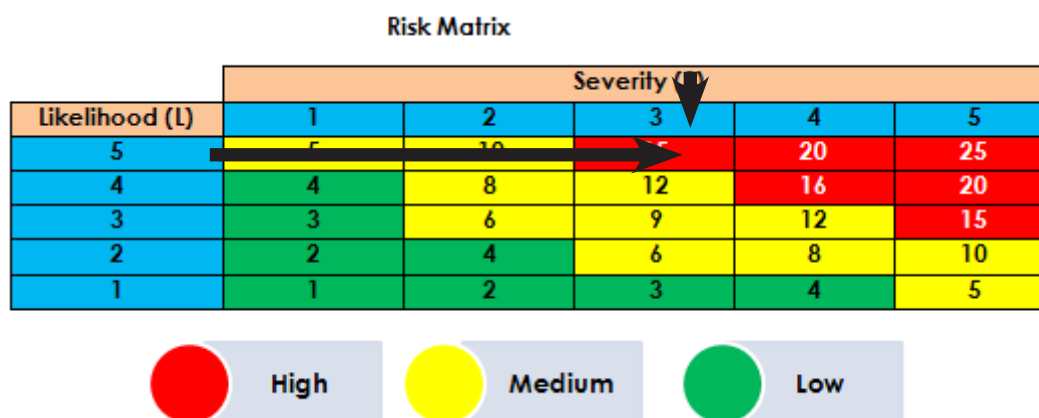 Risk Matrix
Severity
Likelihood (L) 1 2 3 4 5
5 20 25
4 4 8 12 16 20
3 3 6 9 12 15
2 2 4 6 8 10
1 1 2 3 4 5
High Medium Low